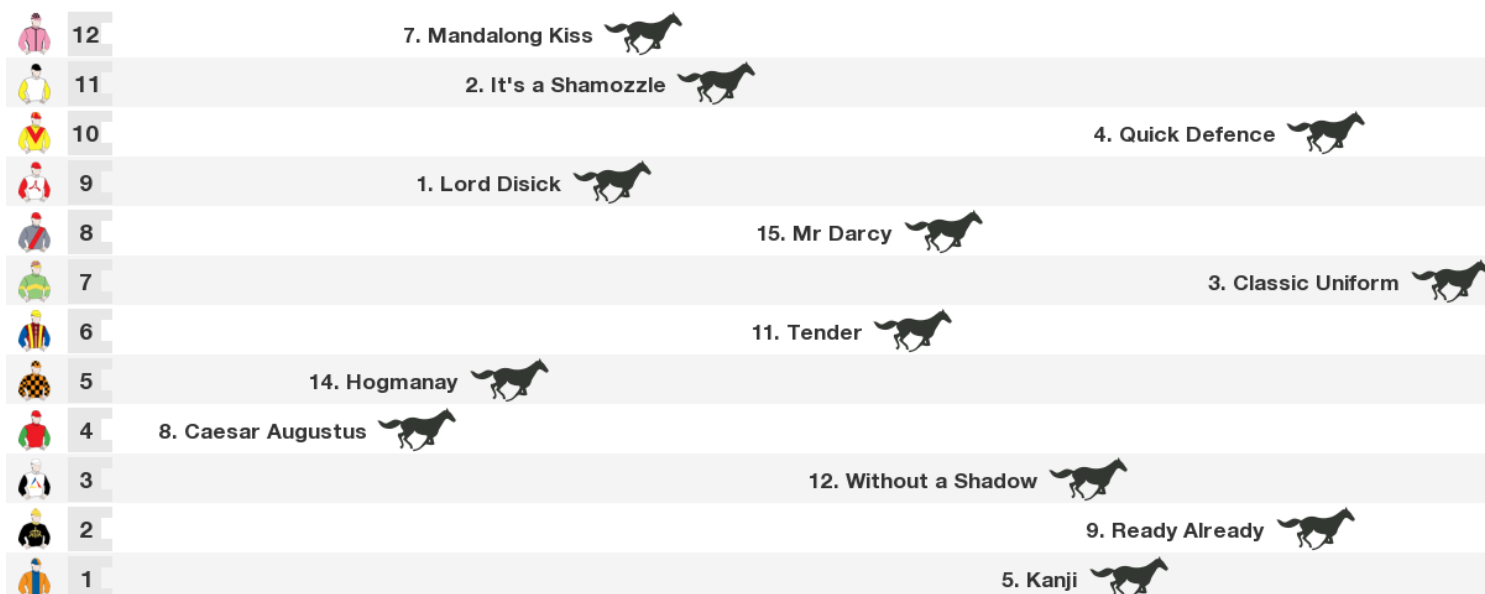 12 7. Mandalong Kiss
11 2. It's a Shamozzle
10 4. Quick Defence
9 1. Lord Disick
8 15. Mr Darcy
7 3. Classic Uniform
6 11. Tender
5 14. Hogmanay
4 8. Caesar Augustus
3 12. Without a Shadow
2 9. Ready Already
1 5. Kanji